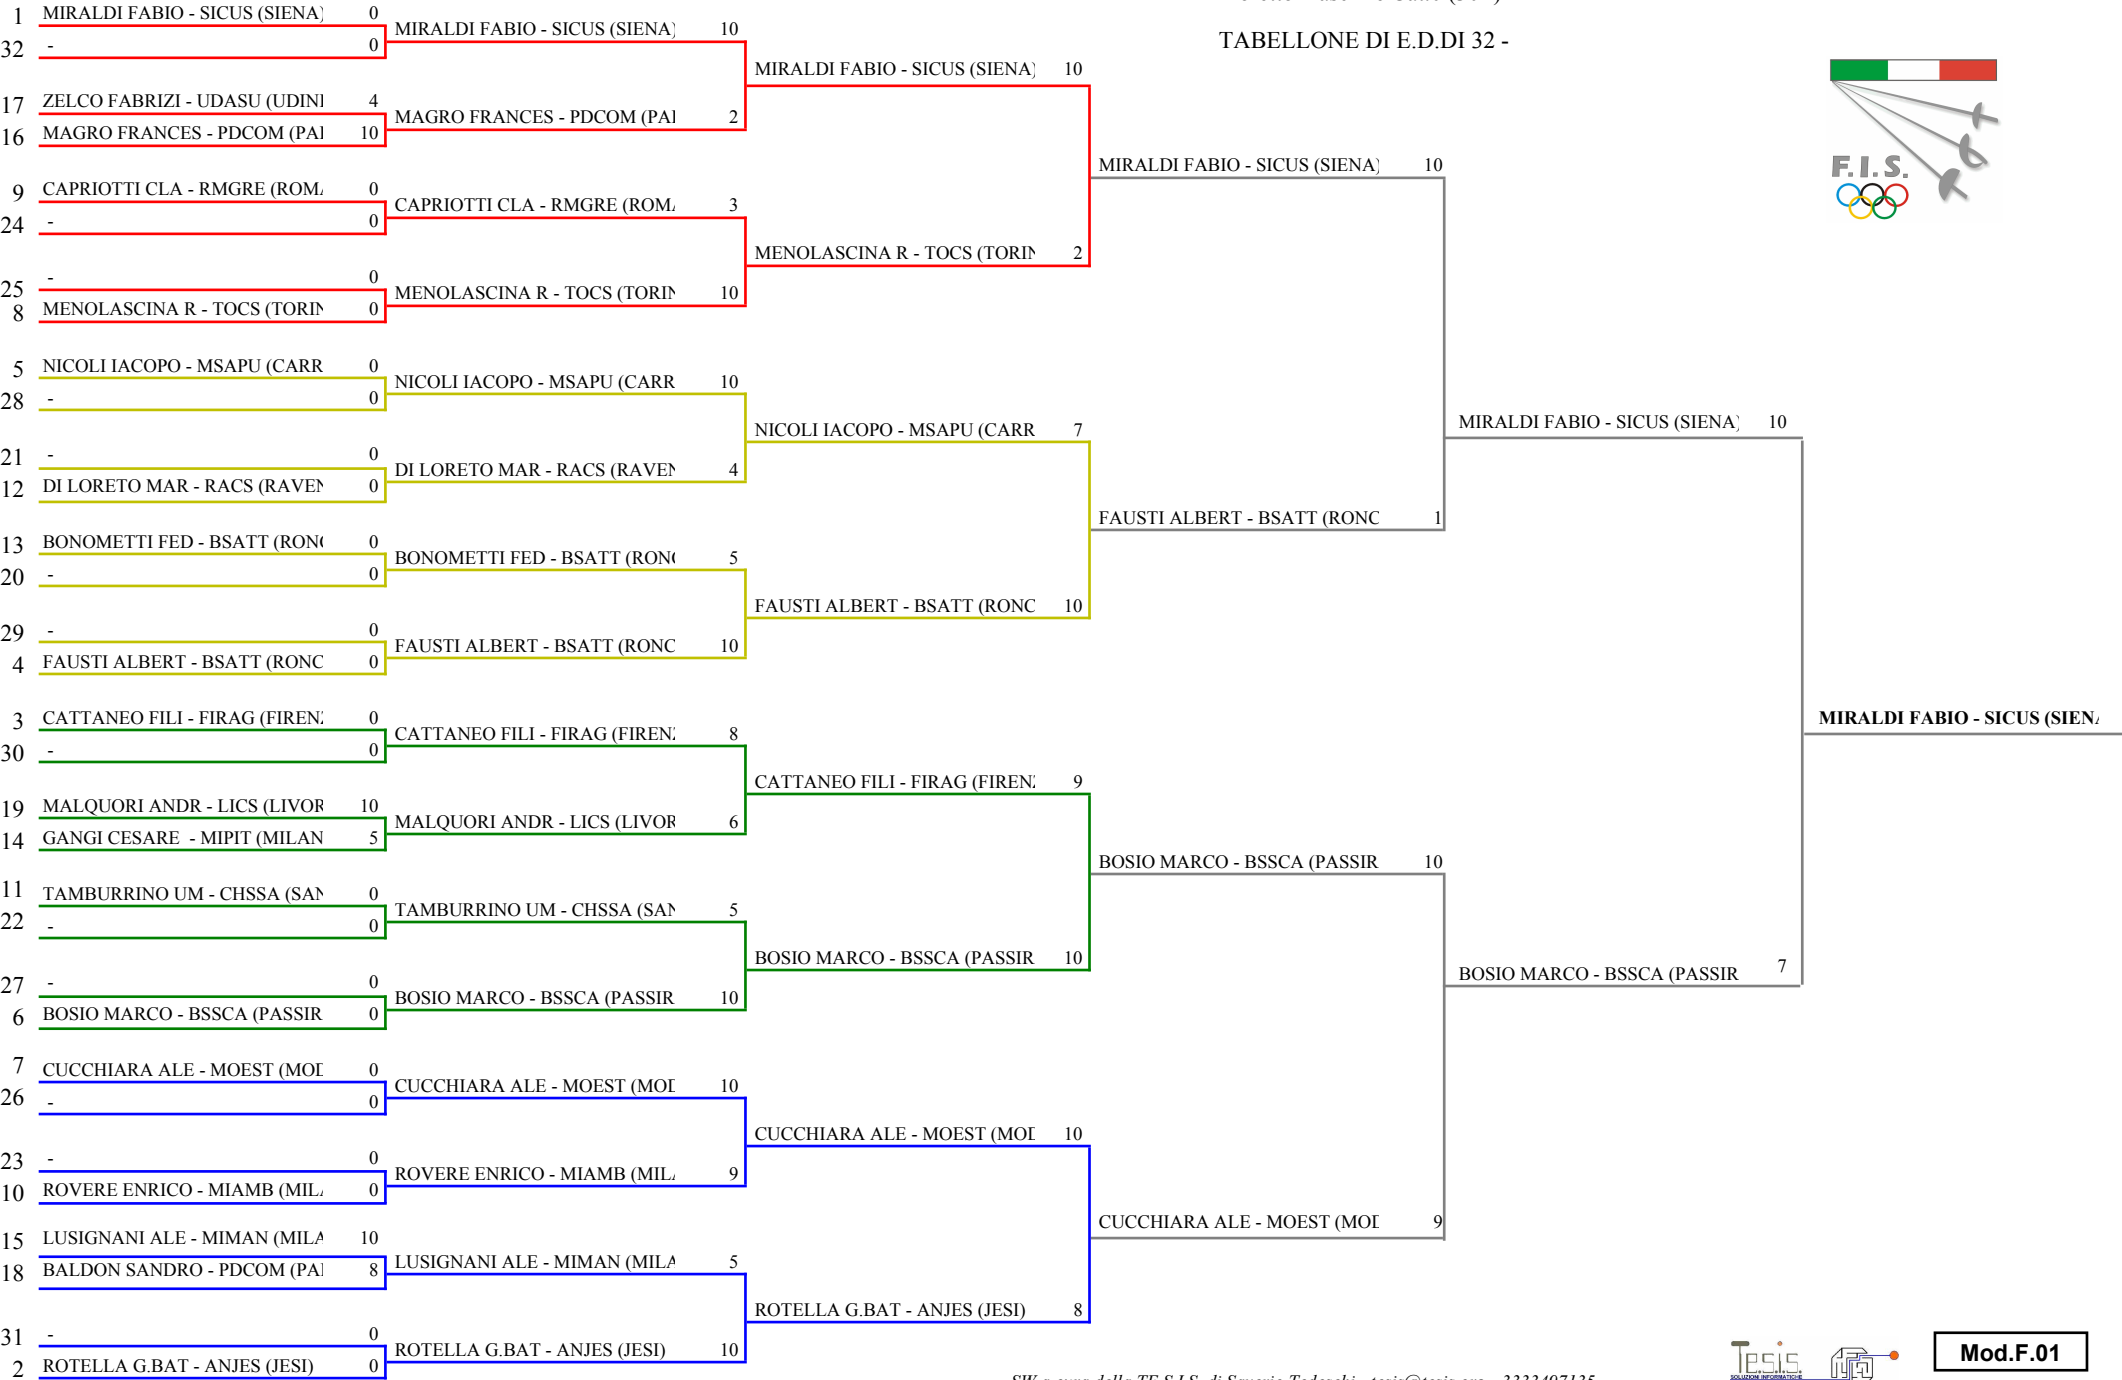 TABELLONE DI E.D.DI 32 -
F.I.S.
1 MIRALDI FABIO - SICUS (SIENA) 0
32 - 0
17 ZELCO FABRIZI - UDASU (UDINI 4
16 MAGRO FRANCES - PDCOM (PAI 10
9 CAPRIOTTI CLA - RMGRE (ROMA 0
24 - 0
25 - 0
8 MENOLASCINA R - TOCS (TORIN 0
5 NICOLI IACOPO - MSAPU (CARR 0
28 - 0
21 - 0
12 DI LORETO MAR - RACS (RAVEN 0
13 BONOMETTI FED - BSATT (RONC 0
20 - 0
29 - 0
4 FAUSTI ALBERT - BSATT (RONC 0
3 CATTANEO FILI - FIRAG (FIRENZ 0
30 - 0
19 MALQUORI ANDR - LICS (LIVOR 10
14 GANGI CESARE - MIPIT (MILAN 5
11 TAMBURRINO UM - CHSSA (SAN 0
22 - 0
27 - 0
6 BOSIO MARCO - BSSCA (PASSIR 0
7 CUCCHIARA ALE - MOEST (MOD 0
26 - 0
23 - 0
10 ROVERE ENRICO - MIAMB (MILA 0
15 LUSIGNANI ALE - MIMAN (MILA 10
18 BALDON SANDRO - PDCOM (PAI 8
31 - 0
2 ROTELLA G.BAT - ANJES (JESI) 0
MIRALDI FABIO - SICUS (SIENA) 10
MAGRO FRANCES - PDCOM (PAI 2
CAPRIOTTI CLA - RMGRE (ROMA 3
MENOLASCINA R - TOCS (TORIN 10
NICOLI IACOPO - MSAPU (CARR 10
DI LORETO MAR - RACS (RAVEN 4
BONOMETTI FED - BSATT (RONC 5
FAUSTI ALBERT - BSATT (RONC 10
CATTANEO FILI - FIRAG (FIRENZ 8
MALQUORI ANDR - LICS (LIVOR 6
TAMBURRINO UM - CHSSA (SAN 5
BOSIO MARCO - BSSCA (PASSIR 10
CUCCHIARA ALE - MOEST (MOD 10
ROVERE ENRICO - MIAMB (MILA 9
LUSIGNANI ALE - MIMAN (MILA 5
ROTELLA G.BAT - ANJES (JESI) 10
MIRALDI FABIO - SICUS (SIENA) 10
MENOLASCINA R - TOCS (TORIN 2
NICOLI IACOPO - MSAPU (CARR 7
FAUSTI ALBERT - BSATT (RONC 10
CATTANEO FILI - FIRAG (FIRENZ 9
BOSIO MARCO - BSSCA (PASSIR 10
CUCCHIARA ALE - MOEST (MOD 10
ROTELLA G.BAT - ANJES (JESI) 8
MIRALDI FABIO - SICUS (SIENA) 10
FAUSTI ALBERT - BSATT (RONC 1
BOSIO MARCO - BSSCA (PASSIR 10
CUCCHIARA ALE - MOEST (MOD 9
MIRALDI FABIO - SICUS (SIENA) 10
BOSIO MARCO - BSSCA (PASSIR 7
MIRALDI FABIO - SICUS (SIENA
SW a cura della TE.S.I.S. di Saverio Tedeschi - tesis@tesis.org - 3333497135
Te.s.i.s.
SOLUZIONI INFORMATICHE
Mod.F.01